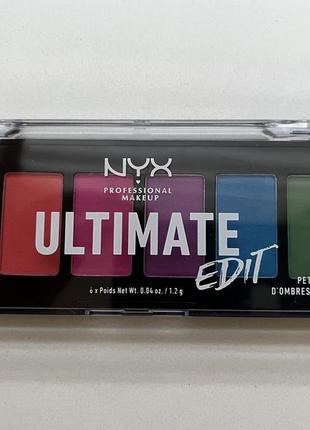 NYX
PROFESSIONAL
MAKEUP
ULTIMATE
EDIT
6 x Poids Net Wt. 0.04 oz. / 1.2 g
PET
D'OMBRES